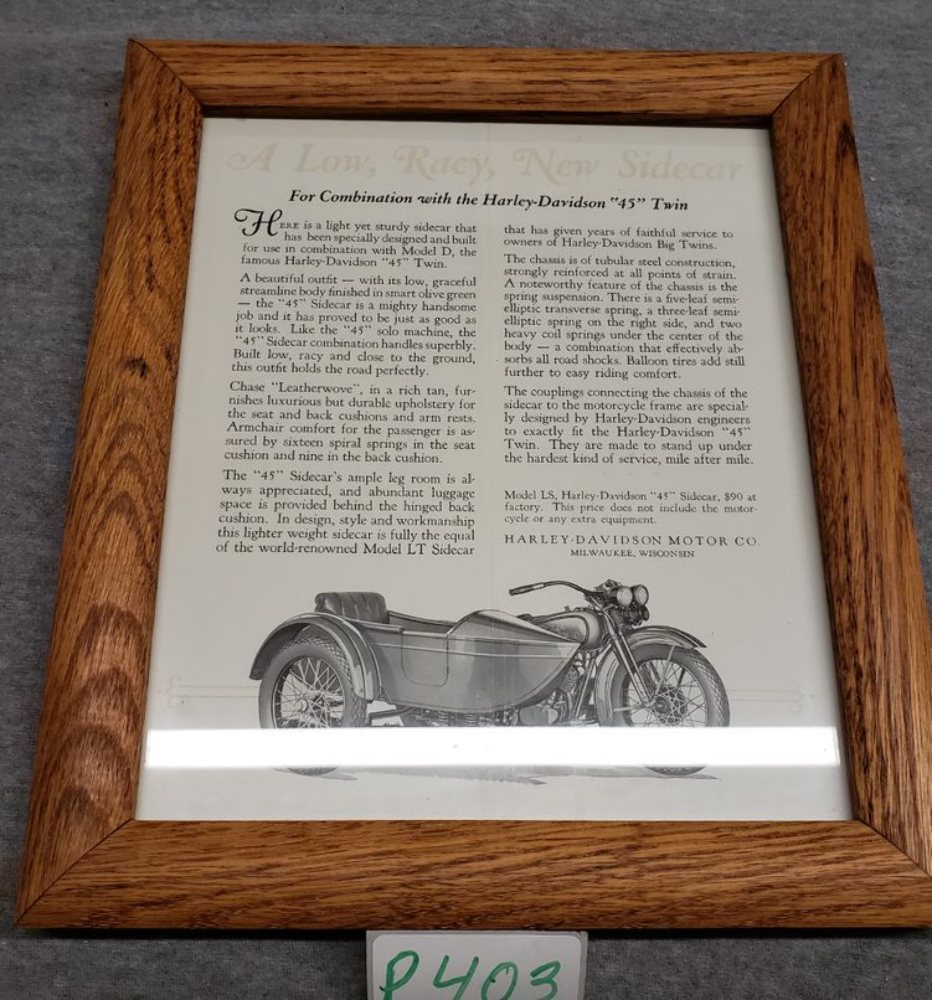 A Low, Racy, New Sidecar
For Combination with the Harley-Davidson "45" Twin
HERE is a light yet sturdy sidecar that
has been specially designed and built
for use in combination with Model D, the
famous Harley-Davidson "45" Twin.
A beautiful outfit — with its low, graceful
streamline body finished in smart olive green
— the "45" Sidecar is a mighty handsome
job and it has proved to be just as good as
it looks. Like the "45" solo machine, the
"45" Sidecar combination handles superbly.
Built low, racy and close to the ground,
this outfit holds the road perfectly.
Chase "Leatherwove", in a rich tan, fur-
nishes luxurious but durable upholstery for
the seat and back cushions and arm rests.
Armchair comfort for the passenger is as-
sured by sixteen spiral springs in the seat
cushion and nine in the back cushion.
The "45" Sidecar's ample leg room is al-
ways appreciated, and abundant luggage
space is provided behind the hinged back
cushion. In design, style and workmanship
this lighter weight sidecar is fully the equal
of the world-renowned Model LT Sidecar
that has given years of faithful service to
owners of Harley-Davidson Big Twins.
The chassis is of tubular steel construction,
strongly reinforced at all points of strain.
A noteworthy feature of the chassis is the
spring suspension. There is a five-leaf semi-
elliptic transverse spring, a three-leaf semi-
elliptic spring on the right side, and two
heavy coil springs under the center of the
body — a combination that effectively ab-
sorbs all road shocks. Balloon tires add still
further to easy riding comfort.
The couplings connecting the chassis of the
sidecar to the motorcycle frame are special-
ly designed by Harley-Davidson engineers
to exactly fit the Harley-Davidson "45"
Twin. They are made to stand up under
the hardest kind of service, mile after mile.
Model LS, Harley-Davidson "45" Sidecar, $90 at
factory. This price does not include the motor-
cycle or any extra equipment.
HARLEY-DAVIDSON MOTOR CO.
MILWAUKEE, WISCONSIN
P403